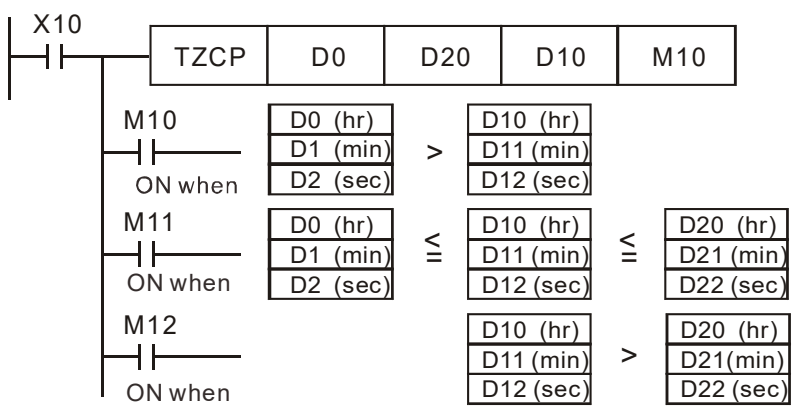 X10
TZCP D0 D20 D10 M10
M10
ON when
D0 (hr)
D1 (min)
D2 (sec)
>
D10 (hr)
D11 (min)
D12 (sec)
M11
ON when
D0 (hr)
D1 (min)
D2 (sec)
≦
D10 (hr)
D11 (min)
D12 (sec)
≦
D20 (hr)
D21 (min)
D22 (sec)
M12
ON when
D10 (hr)
D11 (min)
D12 (sec)
>
D20 (hr)
D21(min)
D22 (sec)